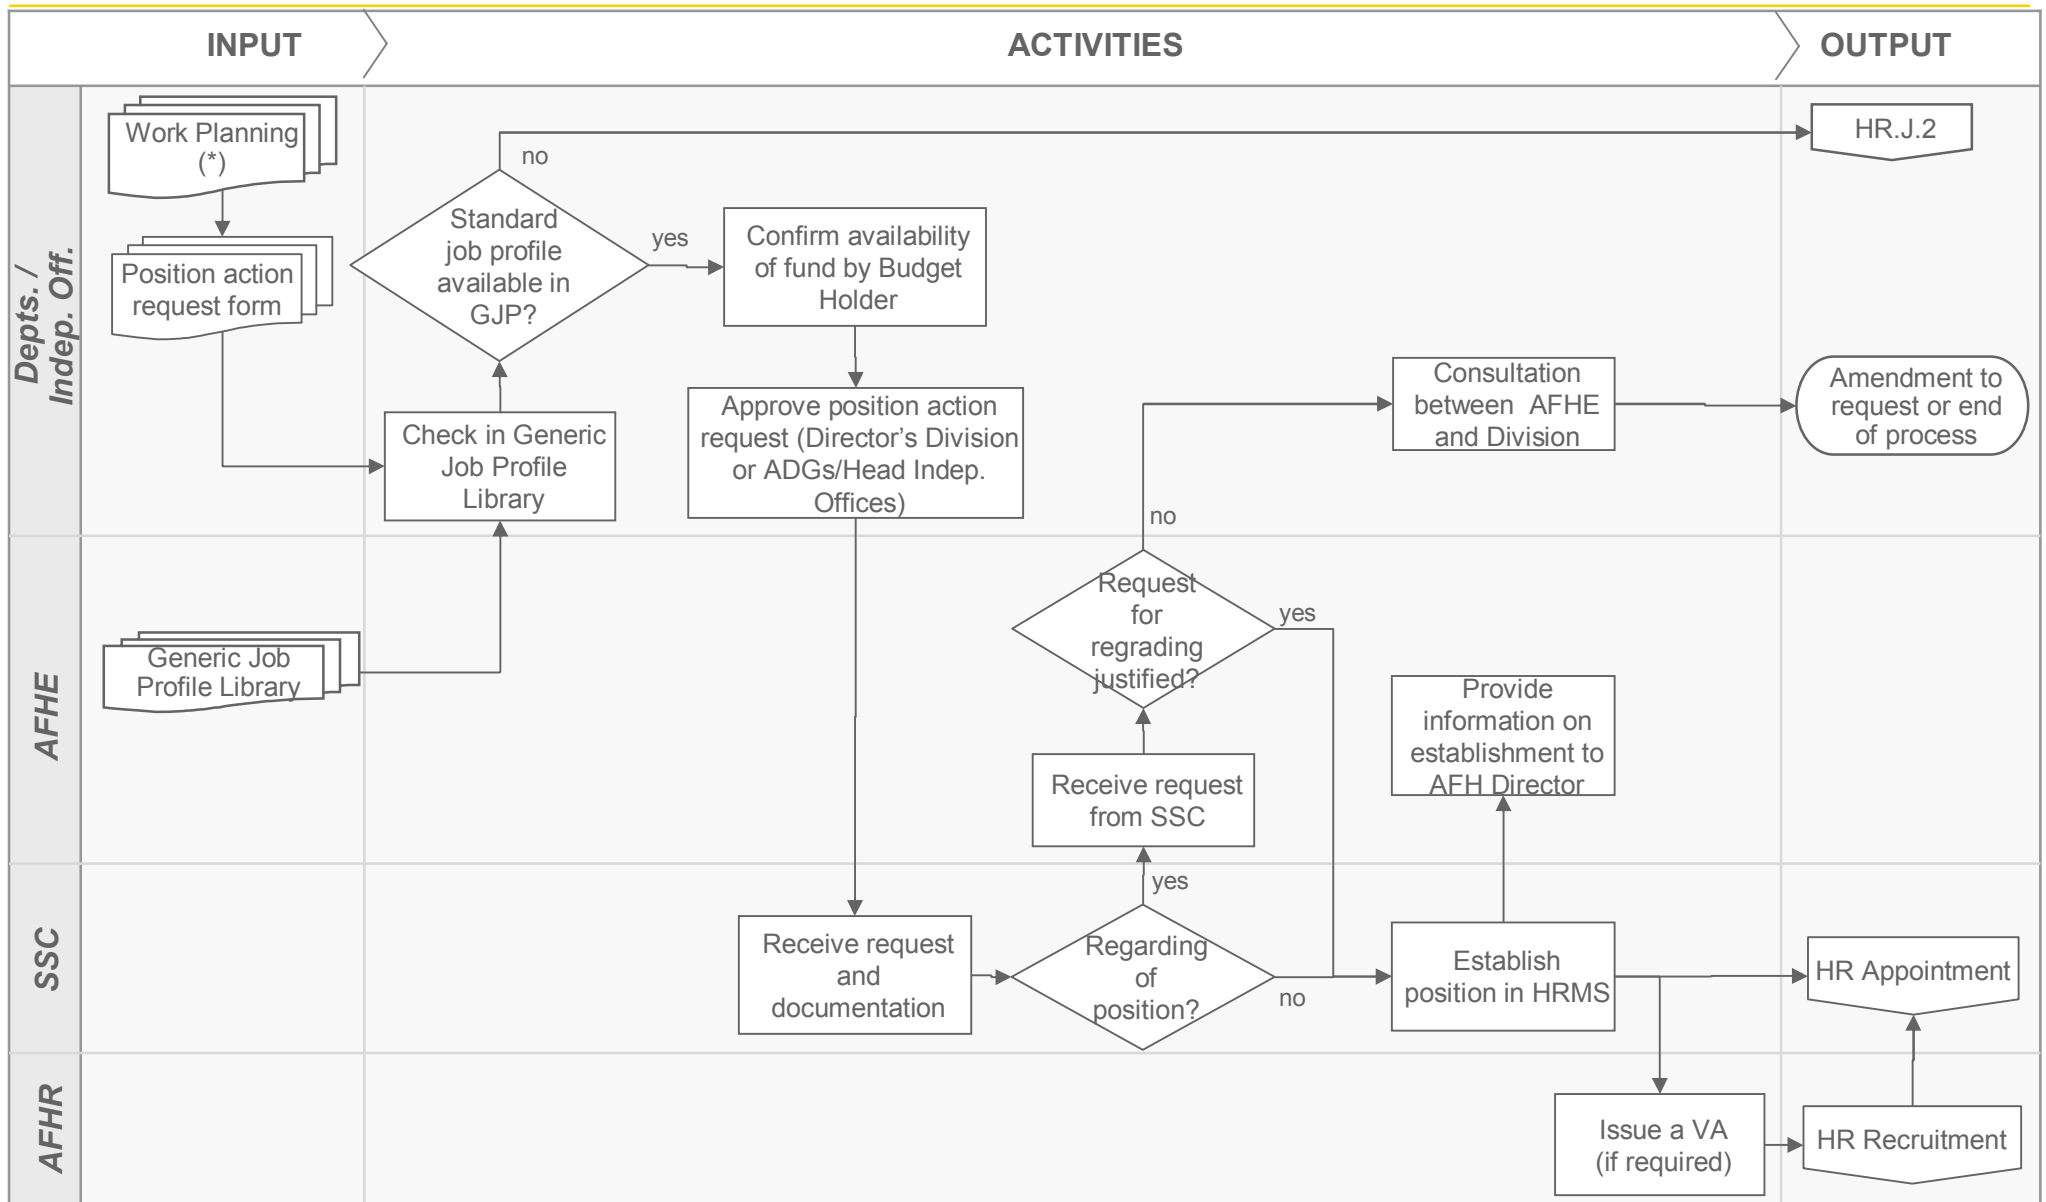 INPUT
ACTIVITIES
OUTPUT
Depts. /
Indep. Off.
Work Planning
(*)
Position action
request form
no
Standard
job profile
available in
GJP?
yes
Confirm availability
of fund by Budget
Holder
HR.J.2
Check in Generic
Job Profile
Library
Approve position action
request (Director's Division
or ADGs/Head Indep.
Offices)
Consultation
between AFHE
and Division
Amendment to
request or end
of process
no
AFHE
Generic Job
Profile Library
Request
for
regrading
justified?
yes
Receive request
from SSC
Provide
information on
establishment to
AFH Director
SSC
yes
Receive request
and
documentation
Regarding
of
position?
no
Establish
position in HRMS
HR Appointment
AFHR
Issue a VA
(if required)
HR Recruitment